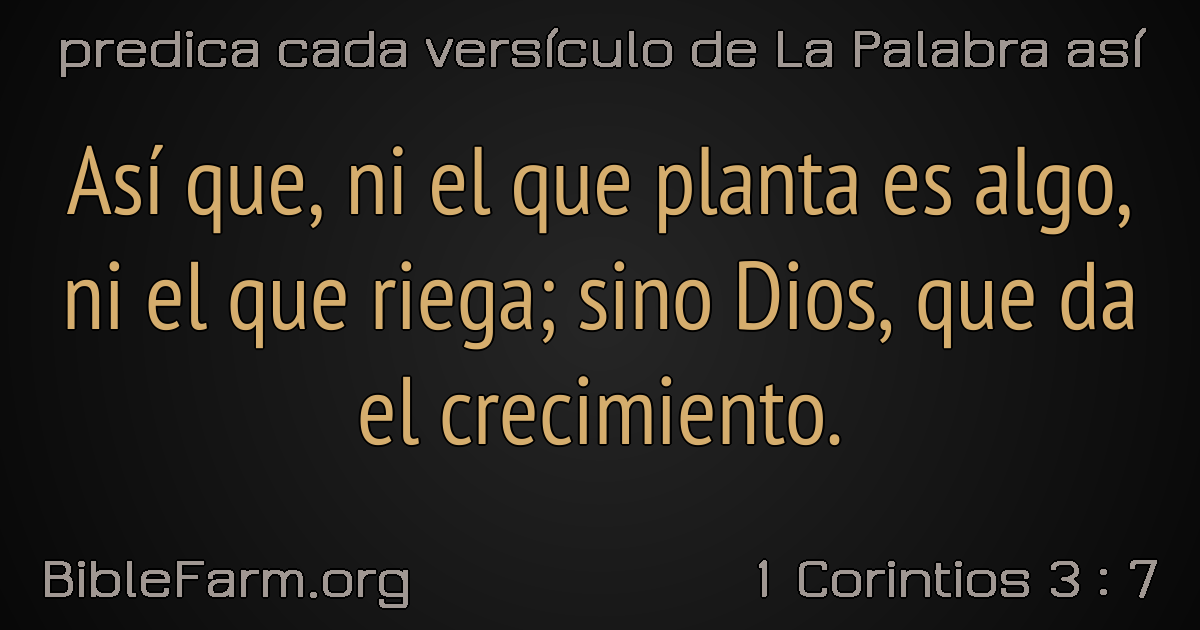 predica cada versículo de La Palabra así
Así que, ni el que planta es algo,
ni el que riega; sino Dios, que da
el crecimiento.
BibleFarm.org
1 Corintios 3 : 7